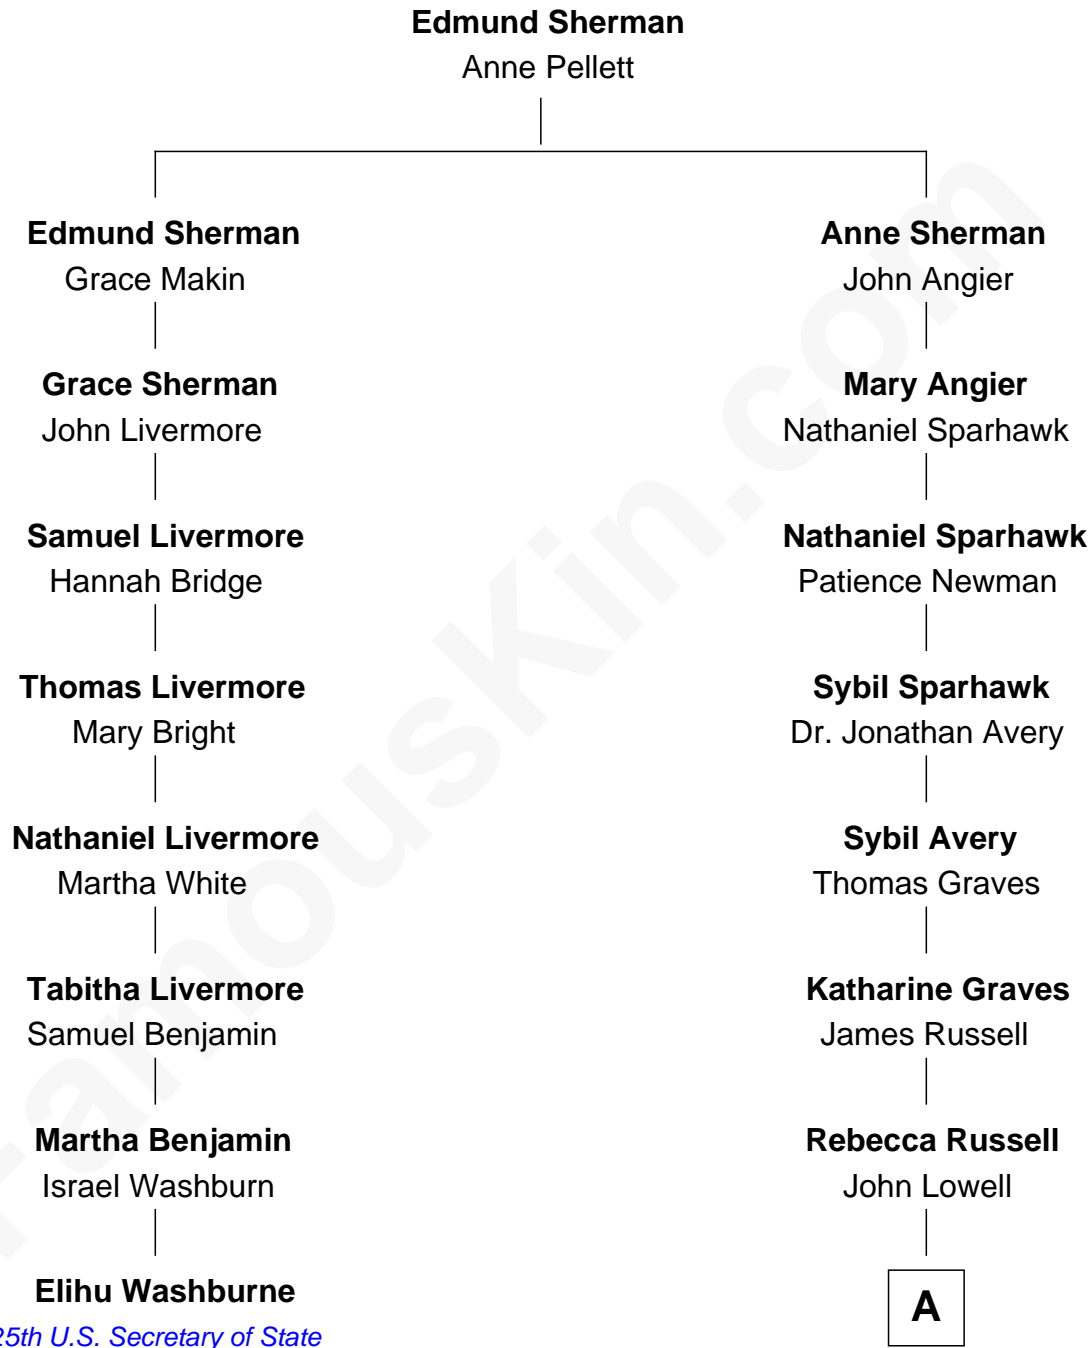 Edmund Sherman
Anne Pellett
Edmund Sherman
Grace Makin
Grace Sherman
John Livermore
Samuel Livermore
Hannah Bridge
Thomas Livermore
Mary Bright
Nathaniel Livermore
Martha White
Tabitha Livermore
Samuel Benjamin
Martha Benjamin
Israel Washburn
Elihu Washburne
25th U.S. Secretary of State
Anne Sherman
John Angier
Mary Angier
Nathaniel Sparhawk
Nathaniel Sparhawk
Patience Newman
Sybil Sparhawk
Dr. Jonathan Avery
Sybil Avery
Thomas Graves
Katharine Graves
James Russell
Rebecca Russell
John Lowell
A
FamousKin.com